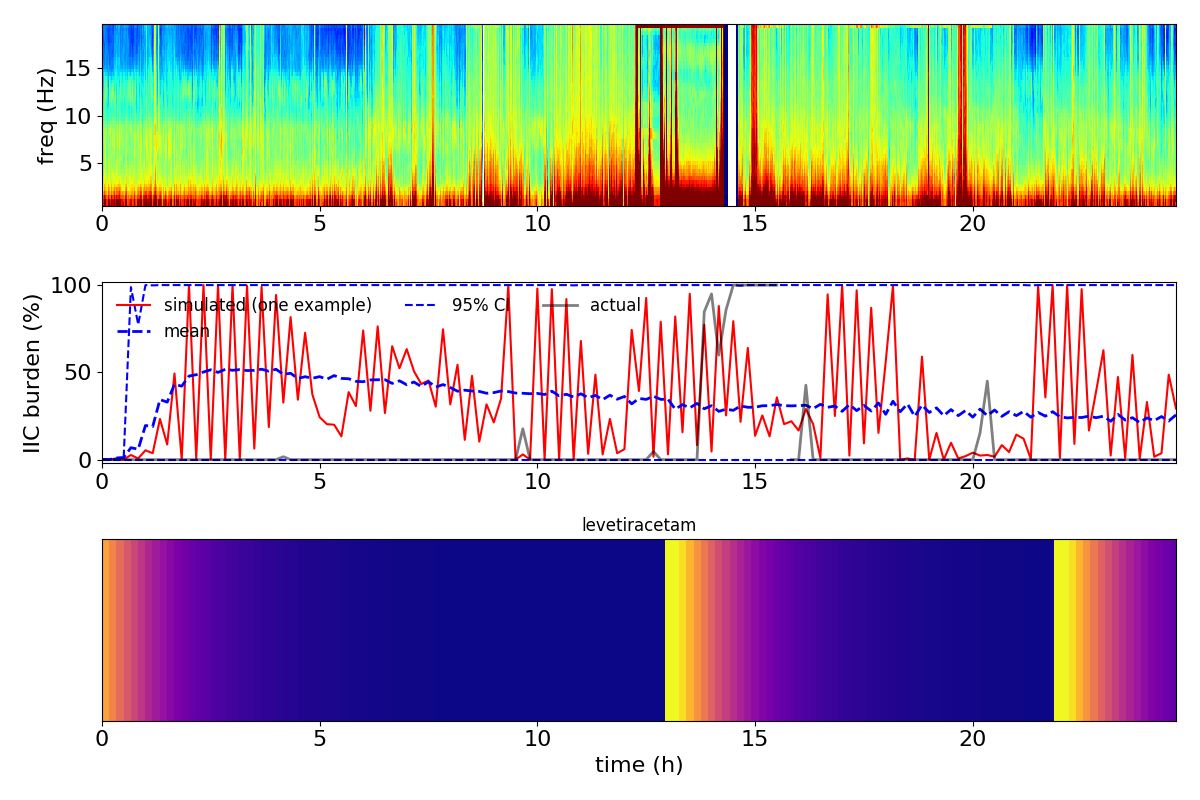 freq (Hz)
15
10
5
0 5 10 15 20
IIC burden (%)
100
50
0
simulated (one example)
mean
95% CI
actual
0 5 10 15 20
levetiracetam
0 5 10 15 20
time (h)